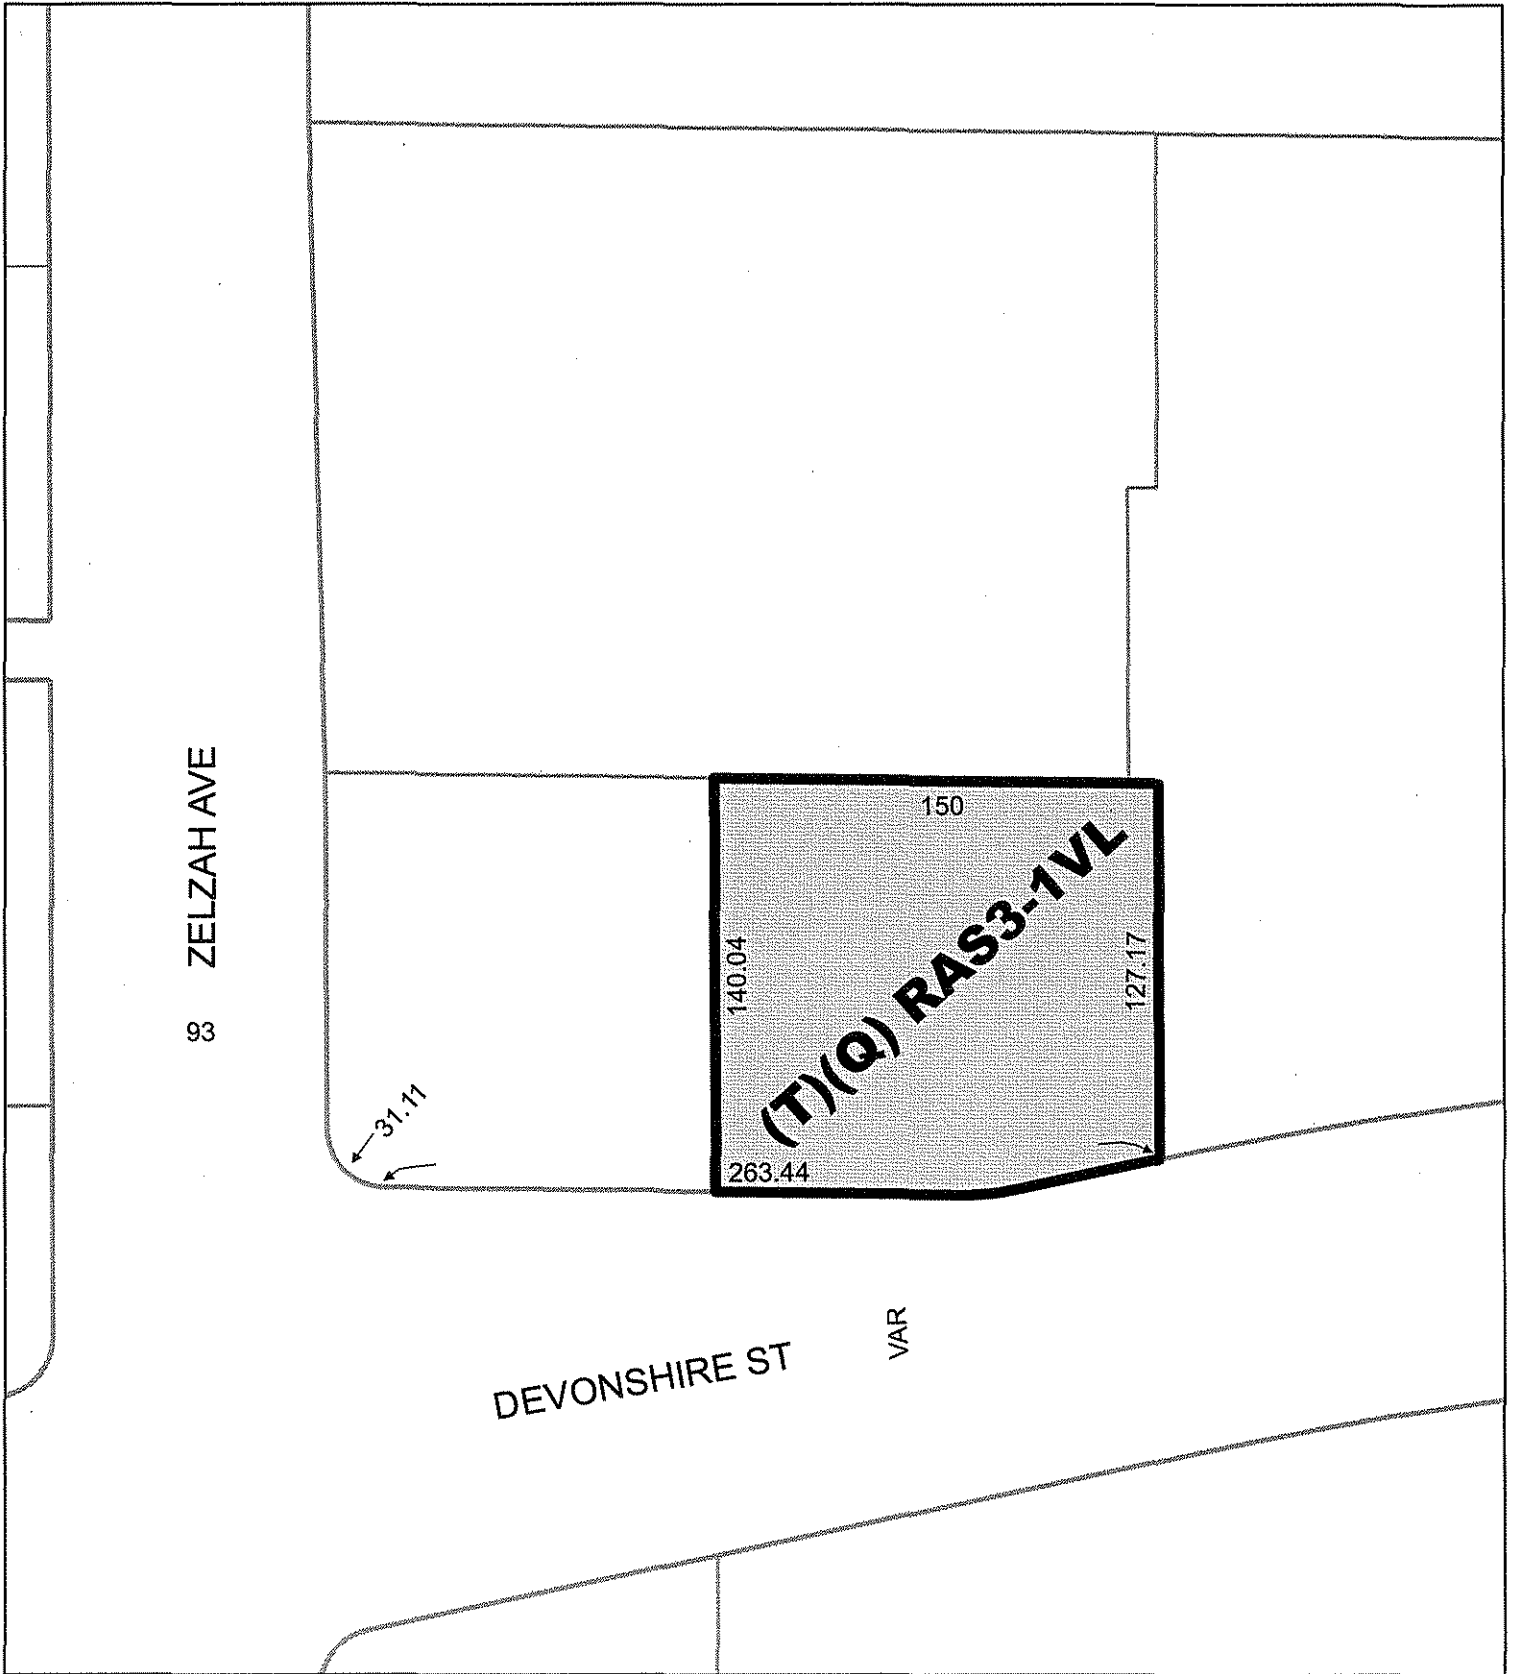 150
(T)(Q) RAS3-1VL
140.04
127.17
263.44
31.11
ZELZAH AVE
93
DEVONSHIRE ST
VAR